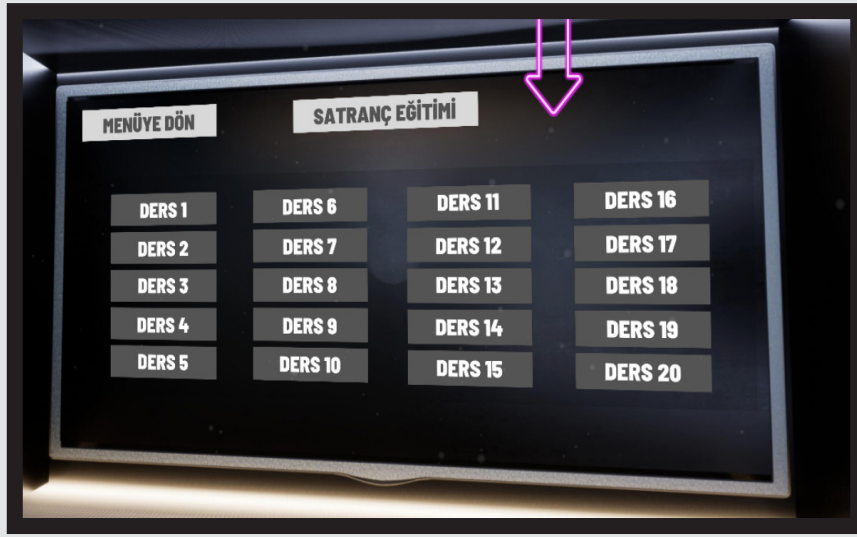 MENÜYE DÖN
SATRANÇ EĞİTİMİ
DERS 1
DERS 2
DERS 3
DERS 4
DERS 5
DERS 6
DERS 7
DERS 8
DERS 9
DERS 10
DERS 11
DERS 12
DERS 13
DERS 14
DERS 15
DERS 16
DERS 17
DERS 18
DERS 19
DERS 20